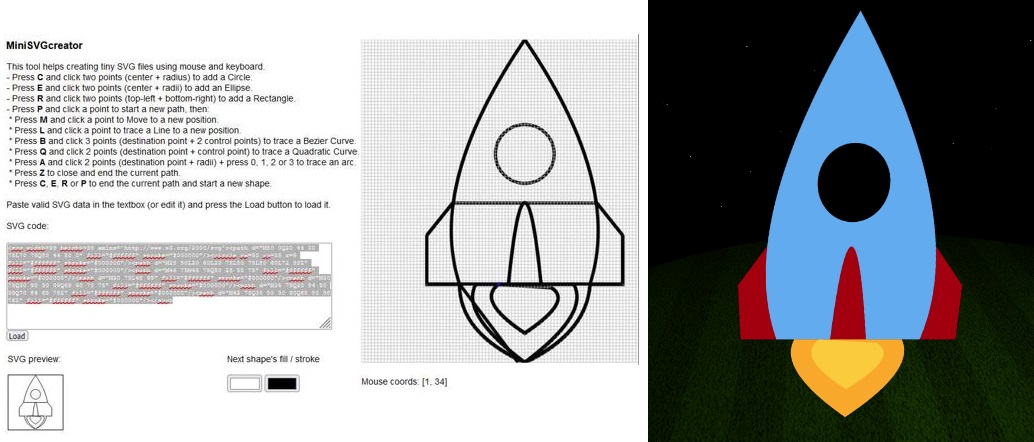 MiniSVGcreator
This tool helps creating tiny SVG files using mouse and keyboard.
- Press C and click two points (center + radius) to add a Circle.
- Press E and click two points (center + radii) to add an Ellipse.
- Press R and click two points (top-left + bottom-right) to add a Rectangle.
- Press P and click a point to start a new path, then:
* Press M and click a point to Move to a new position.
* Press L and click a point to trace a Line to a new position.
* Press B and click 3 points (destination point + 2 control points) to trace a Bezier Curve.
* Press Q and click 2 points (destination point + control point) to trace a Quadratic Curve.
* Press A and click 2 points (destination point + radii) + press 0, 1, 2 or 3 to trace an arc.
* Press Z to close and end the current path.
* Press C, E, R or P to end the current path and start a new shape.
Paste valid SVG data in the textbox (or edit it) and press the Load button to load it.
SVG code:
Load
SVG preview:
Next shape's fill / stroke
Mouse coords: [1, 34]